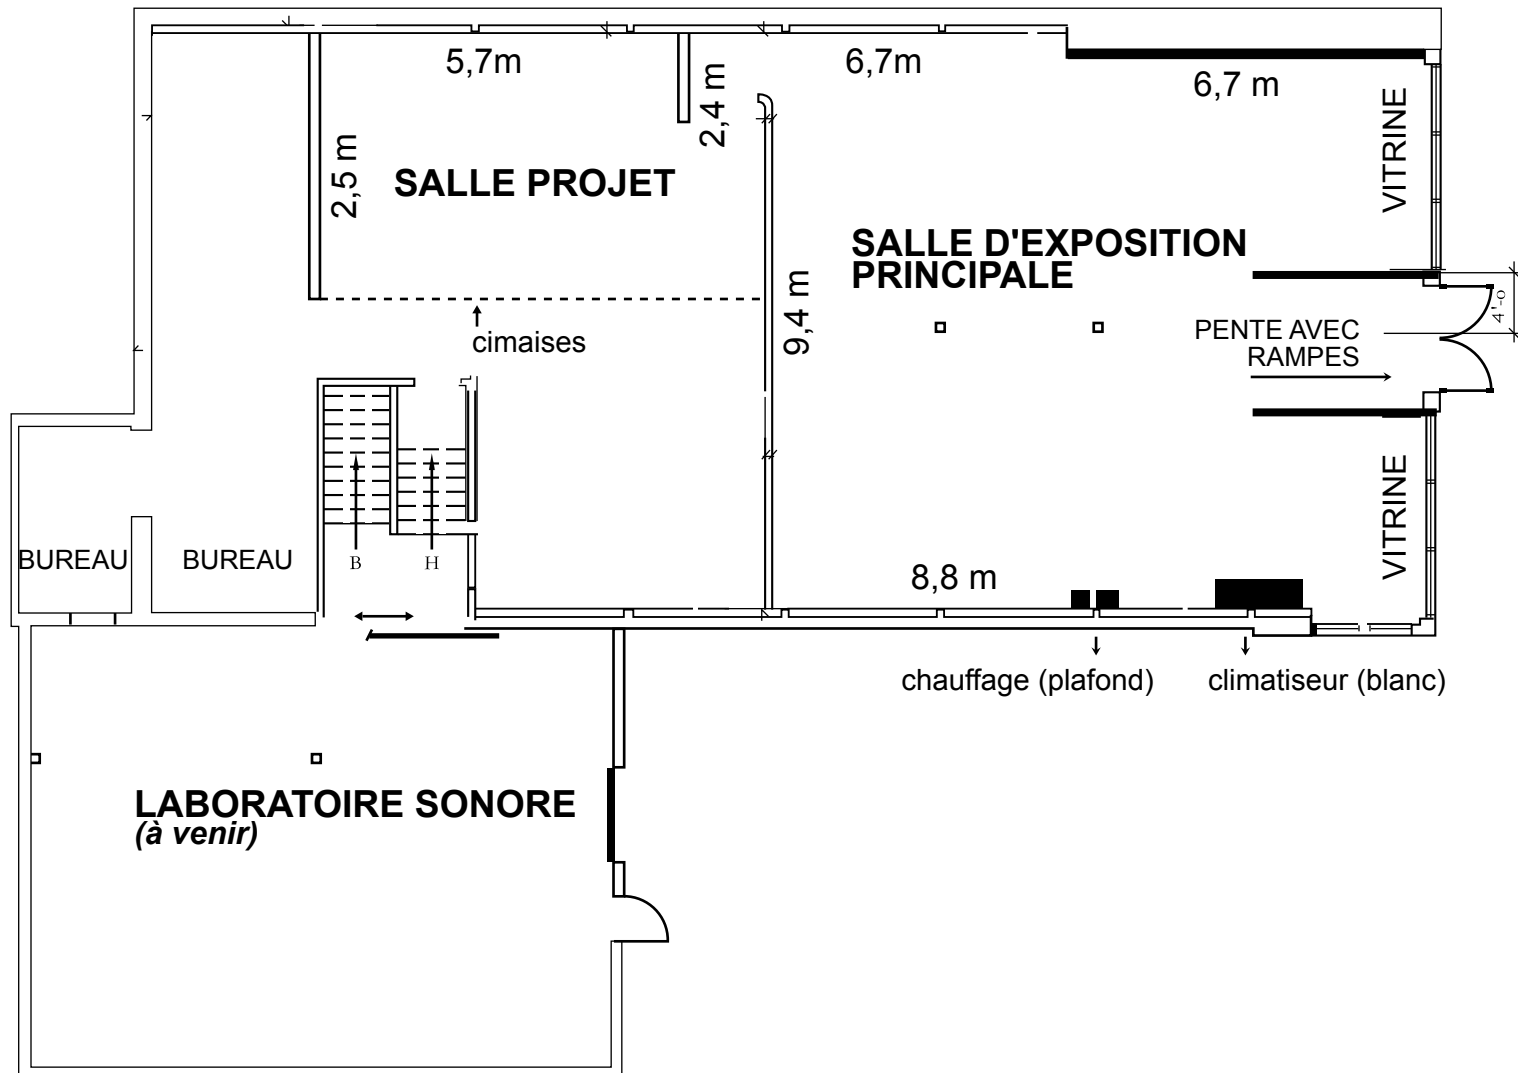 5,7m
6,7m
6,7 m
2,4 m
VITRINE
2,5 m
SALLE PROJET
SALLE D'EXPOSITION
PRINCIPALE
9,4 m
4'-0
PENTE AVEC
RAMPES
cimaises
VITRINE
BUREAU
BUREAU
B
H
8,8 m
chauffage (plafond)
climatiseur (blanc)
LABORATOIRE SONORE
(à venir)